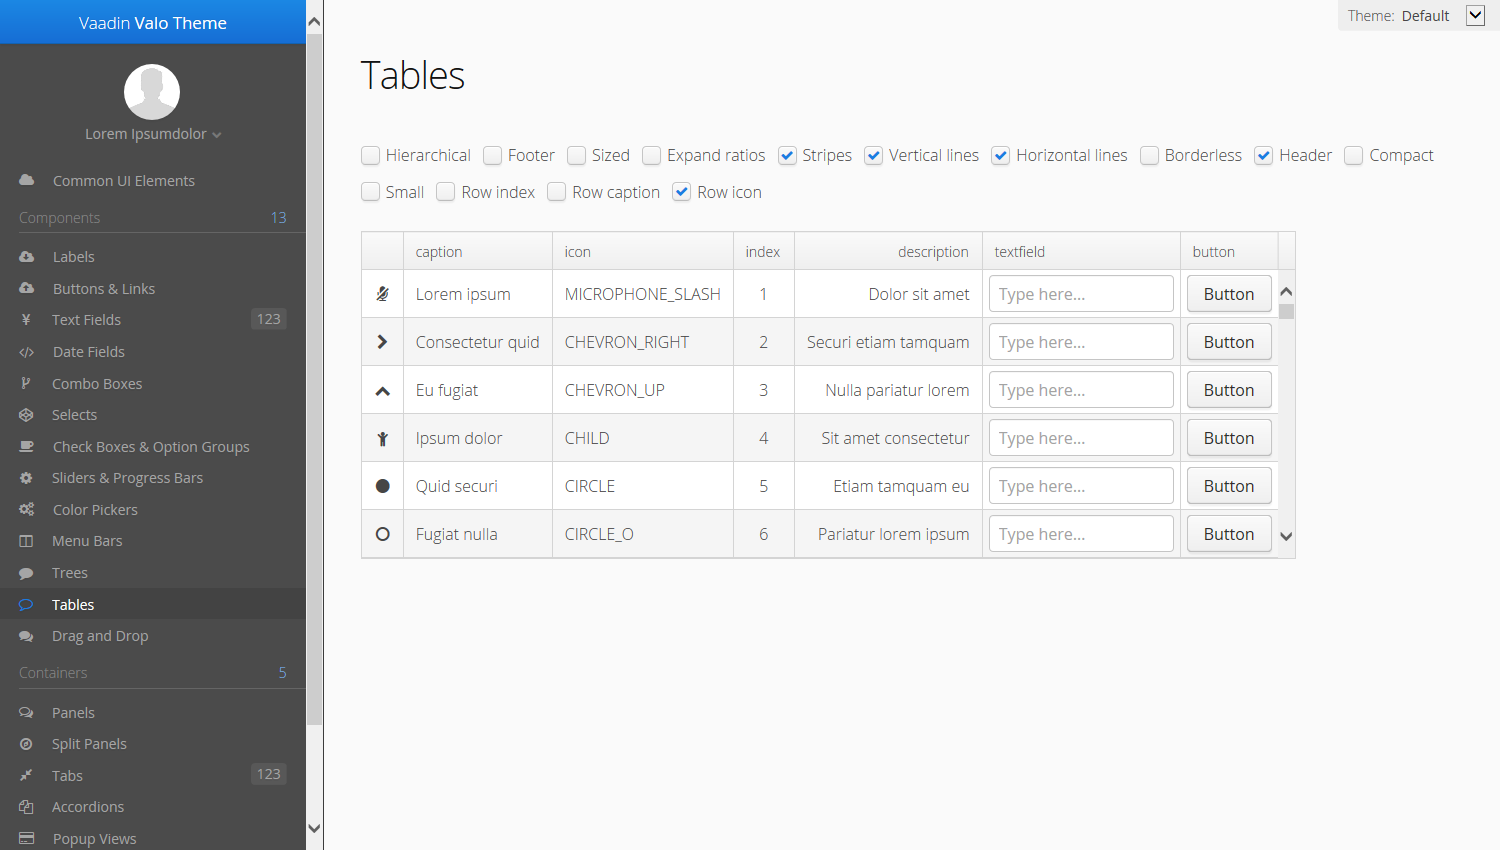 Vaadin Valo Theme
Lorem Ipsumdolor
Common UI Elements
Components 13
Labels
Buttons & Links
Text Fields 123
Date Fields
Combo Boxes
Selects
Check Boxes & Option Groups
Sliders & Progress Bars
Color Pickers
Menu Bars
Trees
Tables
Drag and Drop
Containers 5
Panels
Split Panels
Tabs 123
Accordions
Popup Views
Theme: Default
Tables
Hierarchical Footer Sized Expand ratios Stripes Vertical lines Horizontal lines Borderless Header Compact
Small Row index Row caption Row icon
caption icon index description textfield button
Lorem ipsum MICROPHONE_SLASH 1 Dolor sit amet Type here... Button
Consectetur quid CHEVRON_RIGHT 2 Securi etiam tamquam Type here... Button
Eu fugiat CHEVRON_UP 3 Nulla pariatur lorem Type here... Button
Ipsum dolor CHILD 4 Sit amet consectetur Type here... Button
Quid securi CIRCLE 5 Etiam tamquam eu Type here... Button
Fugiat nulla CIRCLE_O 6 Pariatur lorem ipsum Type here... Button